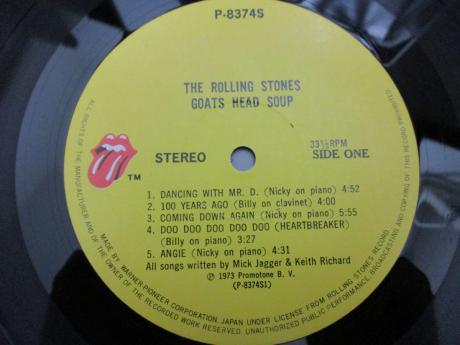 P-8374S
THE ROLLING STONES
GOATS HEAD SOUP
STEREO
33⅓RPM
SIDE ONE
TM
1. DANCING WITH MR. D. (Nicky on piano) 4:52
2. 100 YEARS AGO (Billy on clavinet) 4:00
3. COMING DOWN AGAIN (Nicky on piano) 5:55
4. DOO DOO DOO DOO DOO (HEARTBREAKER)
(Billy on piano) 3:27
5. ANGIE (Nicky on piano) 4:31
All songs written by Mick Jagger & Keith Richard
Ⓟ 1973 Promotone B. V.
(P-8374S1)
MADE BY WARNER-PIONEER CORPORATION, JAPAN UNDER LICENSE FROM ROLLING STONES RECORD
ALL RIGHTS OF THE MANUFACTURER AND OF THE OWNER OF THE RECORDED WORK RESERVED. UNAUTHORIZED PUBLIC PERFORMANCE, BROADCASTING AND COPYING OF THIS RECORD PROHIBITED